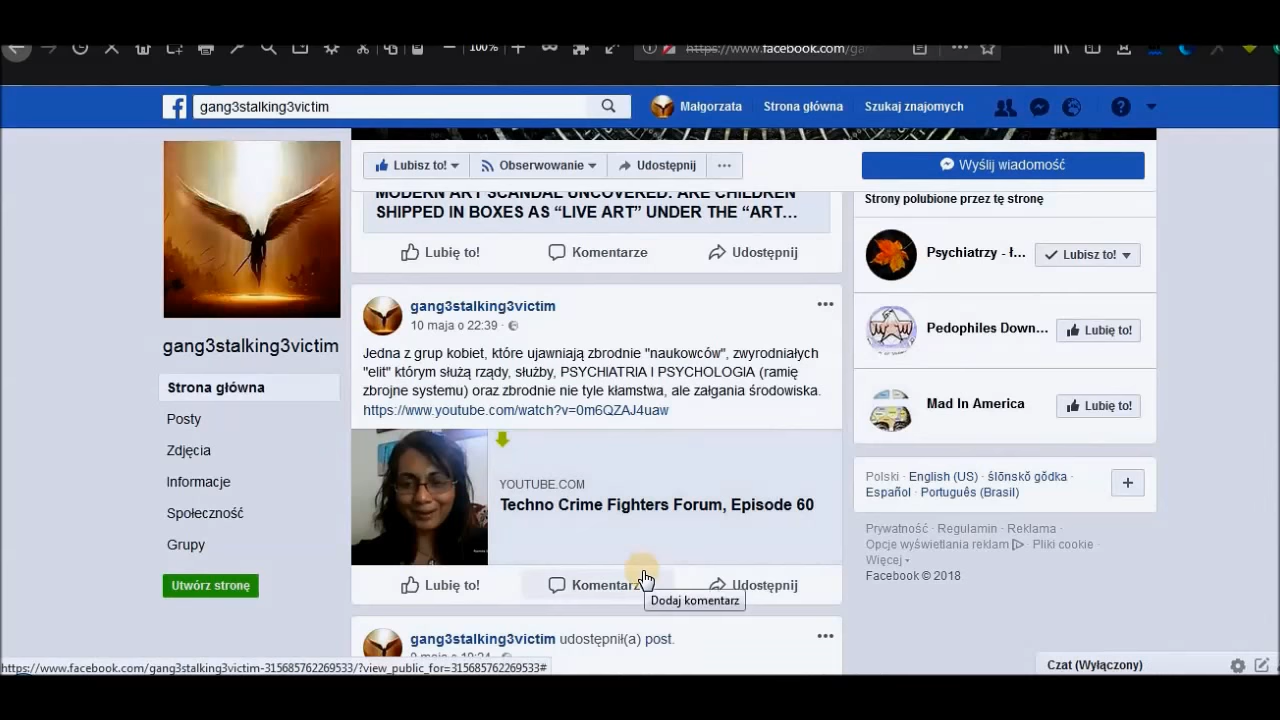 100%
https://www.facebook.com/ga
gang3stalking3victim
Małgorzata
Strona główna
Szukaj znajomych
Lubisz to!
Obserwowanie
Udostępnij
Wyślij wiadomość
MODERN ART SCANDAL UNCOVERED: ARE CHILDREN
SHIPPED IN BOXES AS “LIVE ART” UNDER THE “ART…
Lubię to!
Komentarze
Udostępnij
gang3stalking3victim
Strona główna
Posty
Zdjęcia
Informacje
Społeczność
Grupy
Utwórz stronę
gang3stalking3victim
10 maja o 22:39 ·
Jedna z grup kobiet, które ujawniają zbrodnie "naukowców", zwyrodniałych
"elit" którym służą rządy, służby, PSYCHIATRIA I PSYCHOLOGIA (ramię
zbrojne systemu) oraz zbrodnie nie tyle kłamstwa, ale załgania środowiska.
https://www.youtube.com/watch?v=0m6QZAJ4uaw
YOUTUBE.COM
Techno Crime Fighters Forum, Episode 60
Lubię to!
Komentarz
Udostępnij
Dodaj komentarz
gang3stalking3victim udostępnił(a) post.
Strony polubione przez tę stronę
Psychiatrzy - ł...
Lubisz to!
Pedophiles Down...
Lubię to!
Mad In America
Lubię to!
Polski · English (US) · ślōnskŏ gŏdka ·
Español · Português (Brasil)
Prywatność · Regulamin · Reklama ·
Opcje wyświetlania reklam · Pliki cookie ·
Więcej
Facebook © 2018
https://www.facebook.com/gang3stalking3victim-315685762269533/?view_public_for=315685762269533#
Czat (Wyłączony)